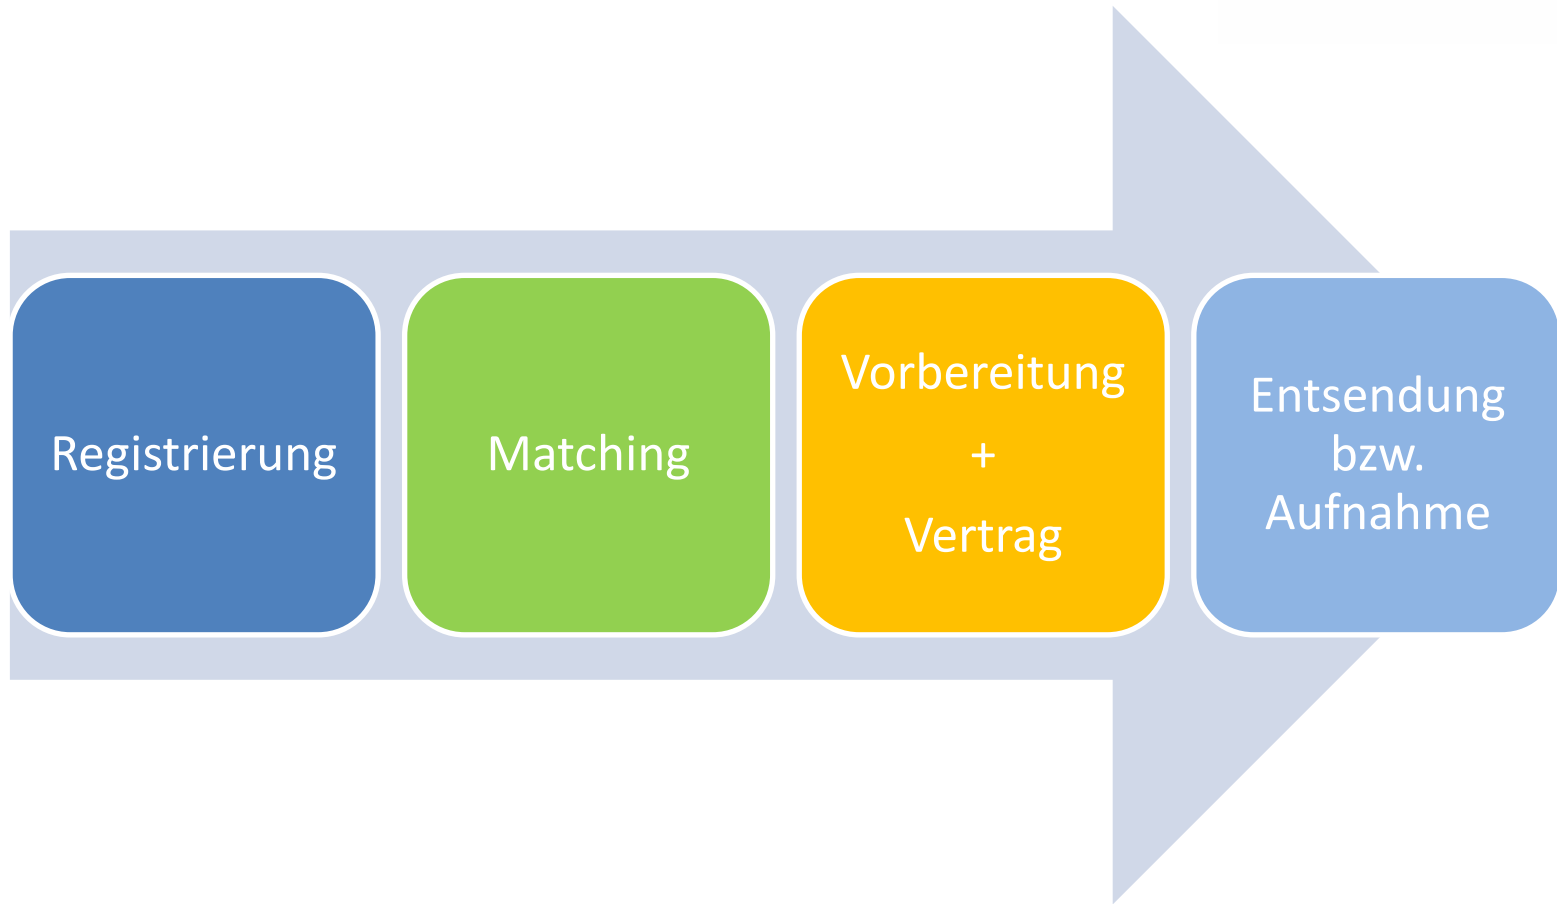 Registrierung
Matching
Vorbereitung
+
Vertrag
Entsendung
bzw.
Aufnahme